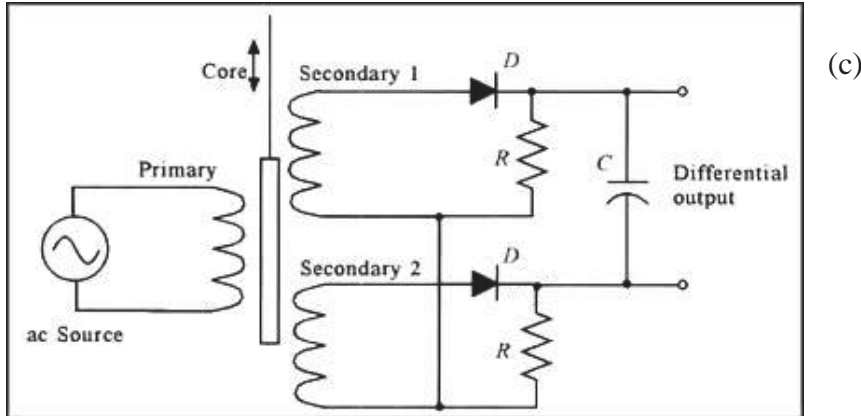 (c)
D
Core
Secondary 1
R
C
Primary
Differential
output
Secondary 2
D
ac Source
R